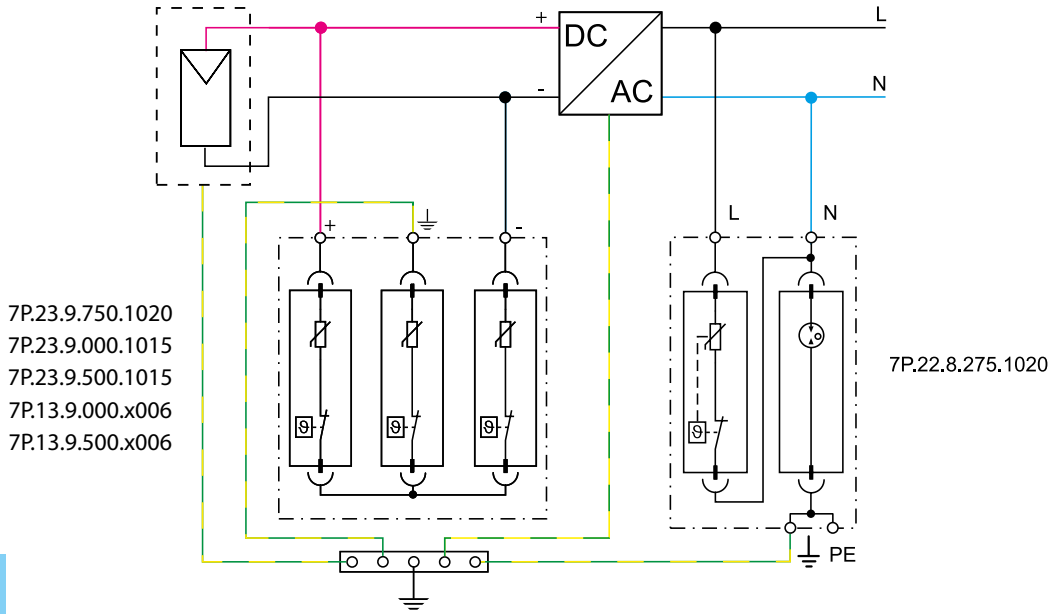 +
DC
L
-
AC
N
+
-
L
N
7P.23.9.750.1020
7P.23.9.000.1015
7P.23.9.500.1015
7P.13.9.000.x006
7P.13.9.500.x006
7P.22.8.275.1020
ϑ
ϑ
ϑ
ϑ
PE